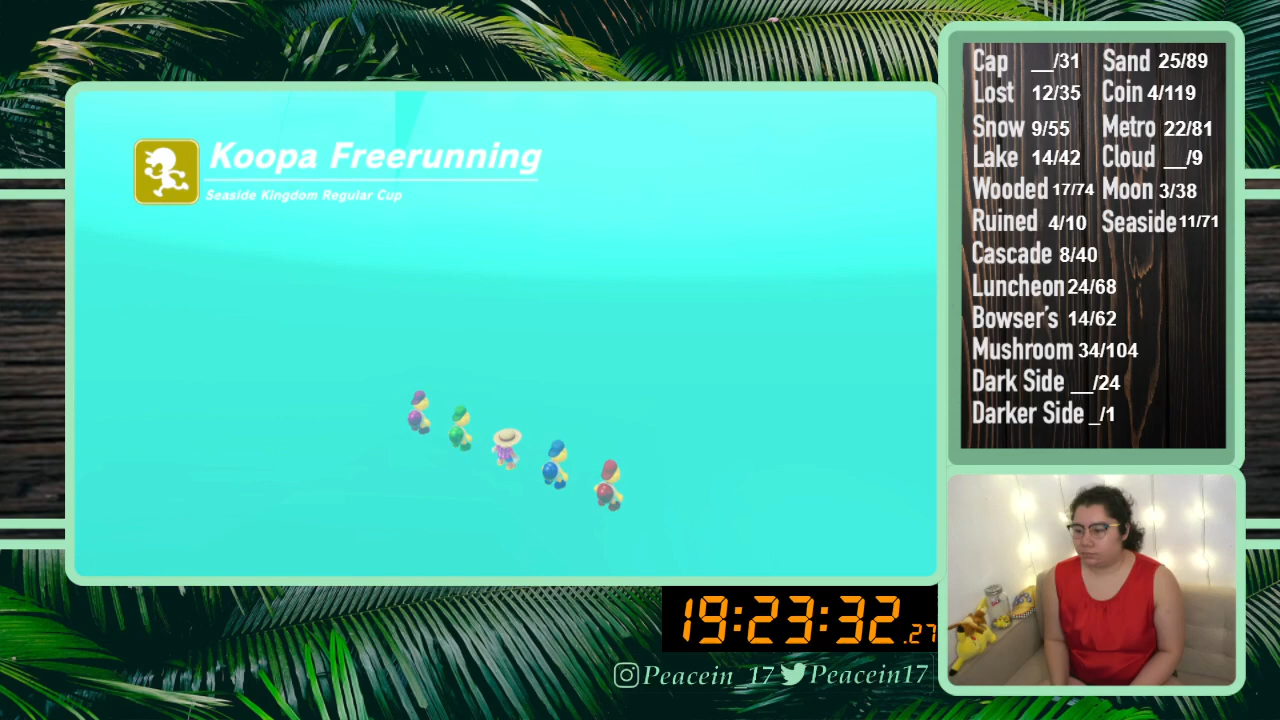 Koopa Freerunning
Seaside Kingdom Regular Cup
Cap __/31 Sand 25/89
Lost 12/35 Coin 4/119
Snow 9/55 Metro 22/81
Lake 14/42 Cloud __/9
Wooded 17/74 Moon 3/38
Ruined 4/10 Seaside 11/71
Cascade 8/40
Luncheon 24/68
Bowser's 14/62
Mushroom 34/104
Dark Side __/24
Darker Side _/1
19:23:32.27
Peacein_17 Peacein17